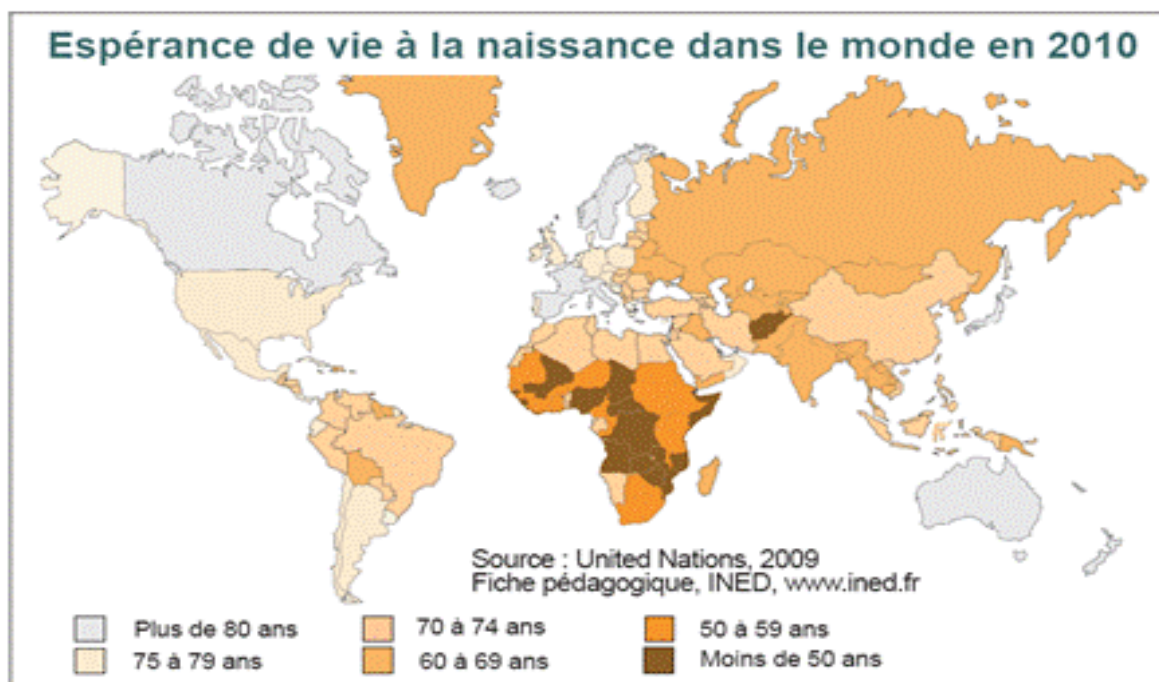 Espérance de vie à la naissance dans le monde en 2010
Source : United Nations, 2009
Fiche pédagogique, INED, www.ined.fr
Plus de 80 ans
70 à 74 ans
50 à 59 ans
75 à 79 ans
60 à 69 ans
Moins de 50 ans